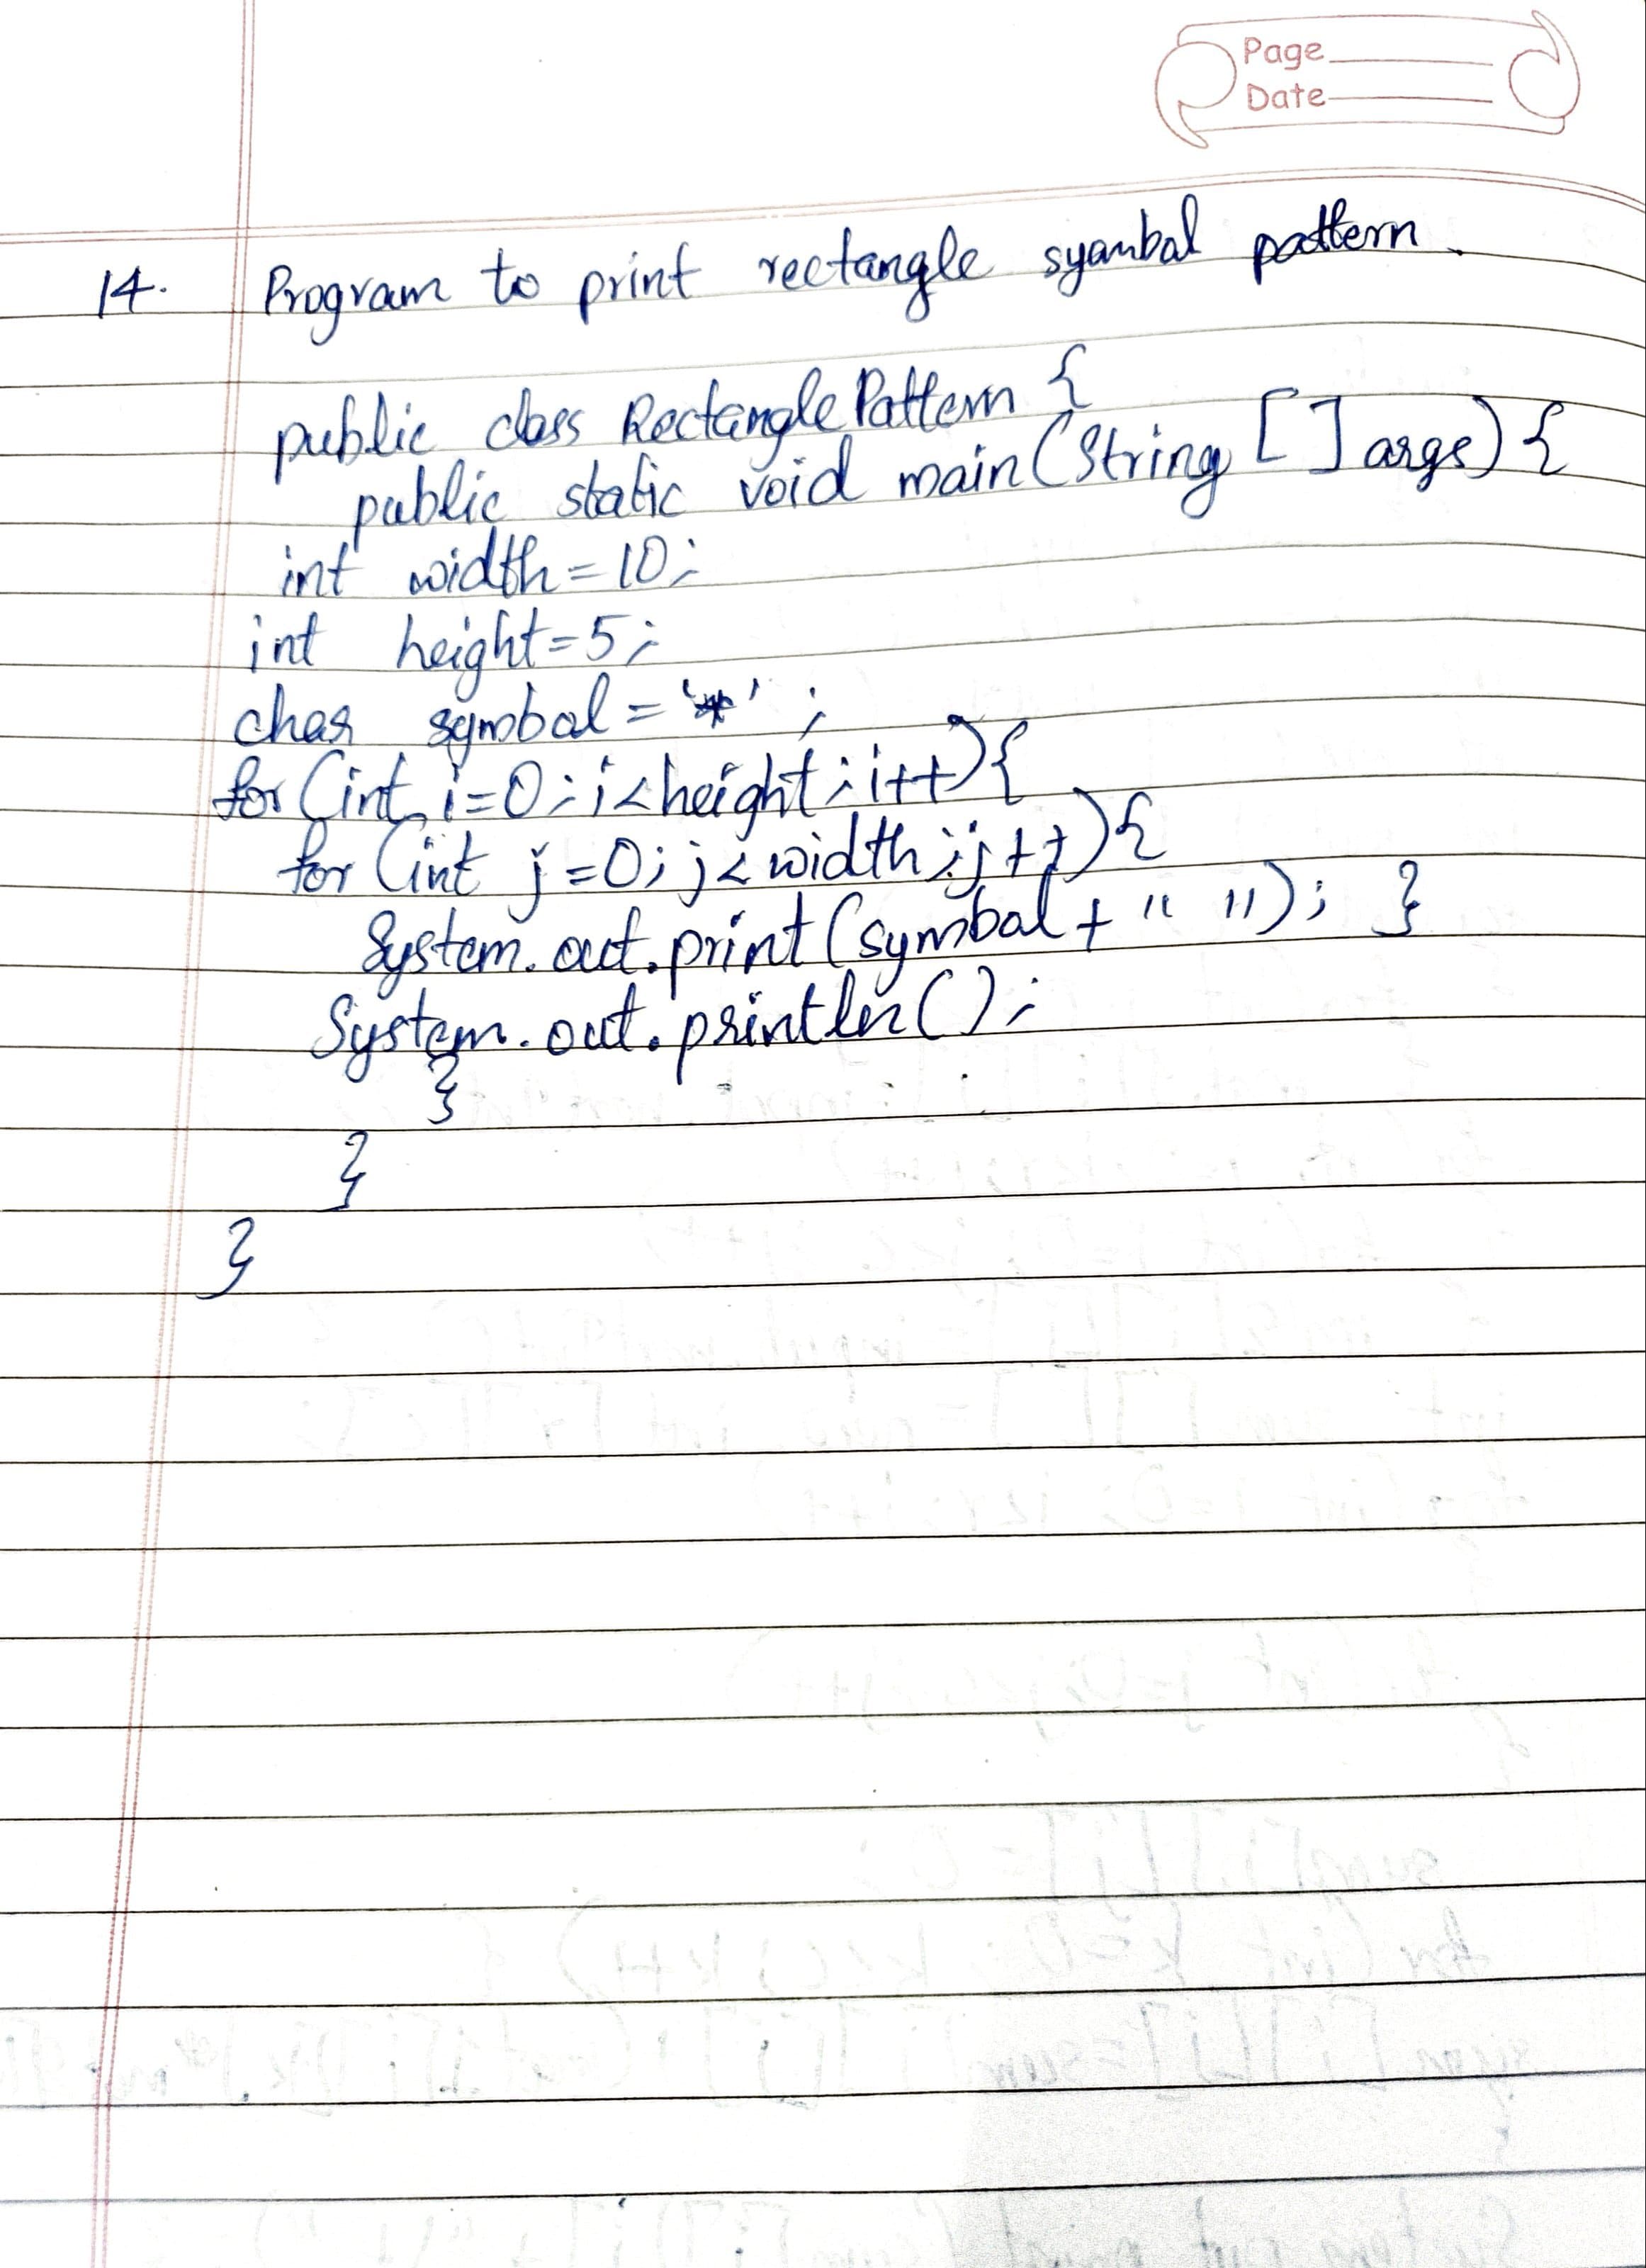 Page
Date
14. Program to print rectangle syambal pattern.
public class RectanglePattern {
public static void main(String [] args) {
int width = 10;
int height = 5;
char symbol = '*' ;
for (int i=0; i<height; i++) {
for (int j=0; j<width; j++) {
System.out.print(symbol + " "); }
System.out.println();
}
}
}